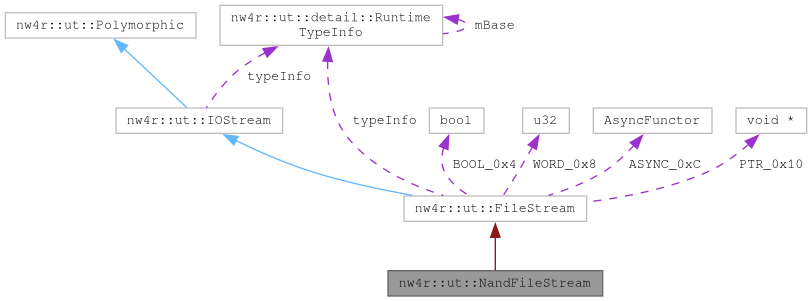 nw4r::ut::Polymorphic
nw4r::ut::detail::Runtime
TypeInfo
mBase
typeInfo
nw4r::ut::IOStream
typeInfo
bool
u32
AsyncFunctor
void *
BOOL_0x4
WORD_0x8
ASYNC_0xC
PTR_0x10
nw4r::ut::FileStream
nw4r::ut::NandFileStream